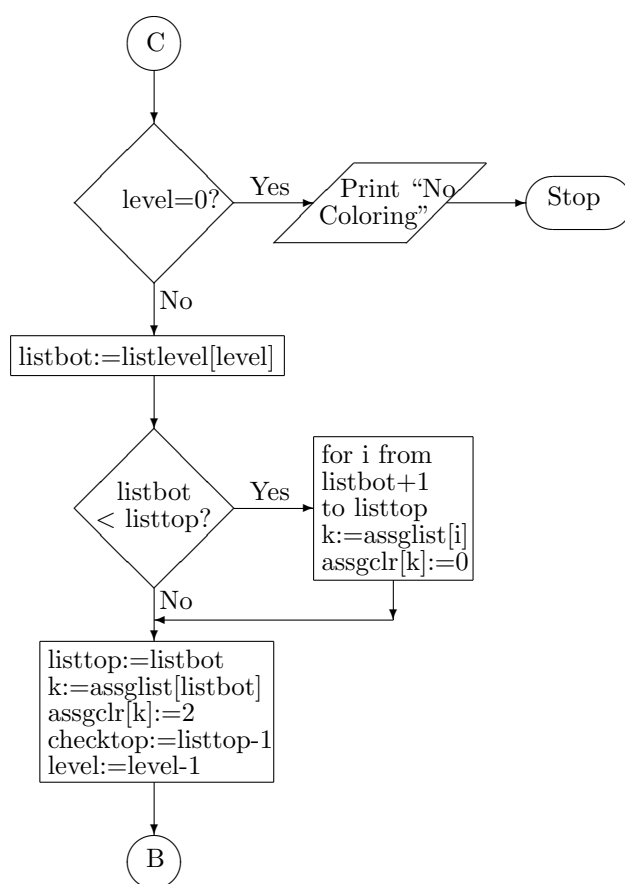 C
level=0?
Yes
Print “No
Coloring”
Stop
No
listbot:=listlevel[level]
listbot
< listtop?
Yes
for i from
listbot+1
to listtop
k:=assglist[i]
assgclr[k]:=0
No
listtop:=listbot
k:=assglist[listbot]
assgclr[k]:=2
checktop:=listtop-1
level:=level-1
B